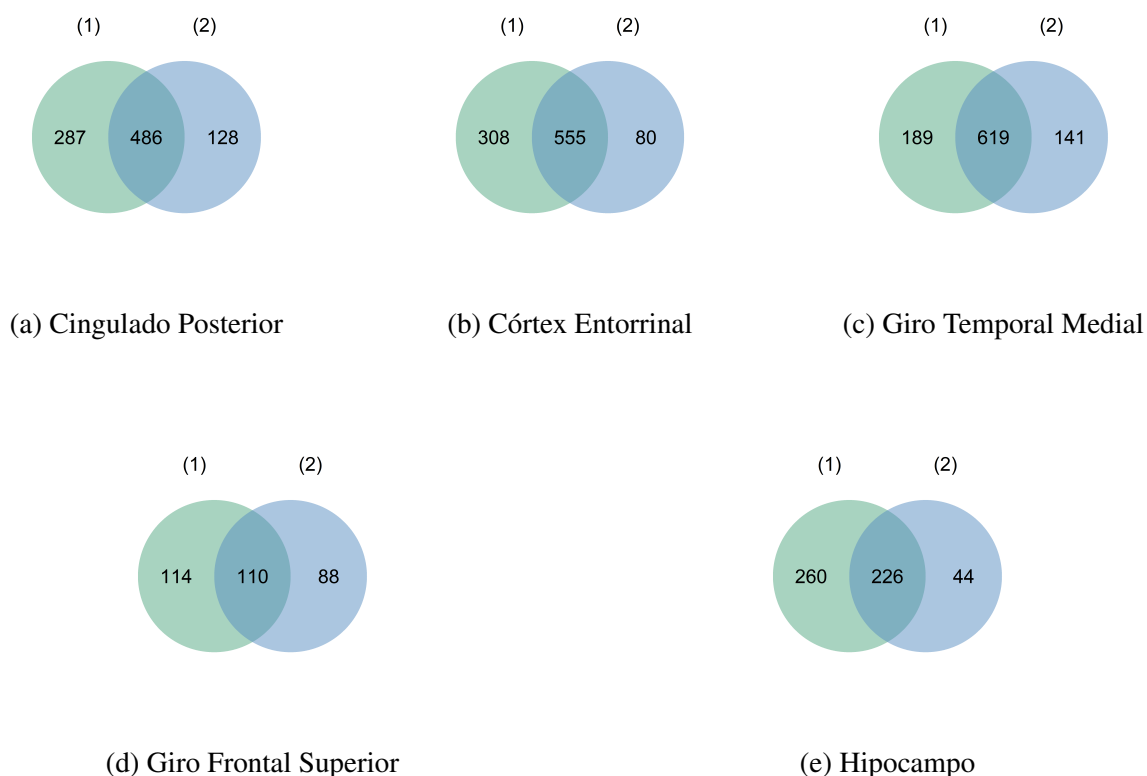 (1) (2)
287 486 128
(a) Cingulado Posterior
(1) (2)
308 555 80
(b) Córtex Entorrinal
(1) (2)
189 619 141
(c) Giro Temporal Medial
(1) (2)
114 110 88
(d) Giro Frontal Superior
(1) (2)
260 226 44
(e) Hipocampo